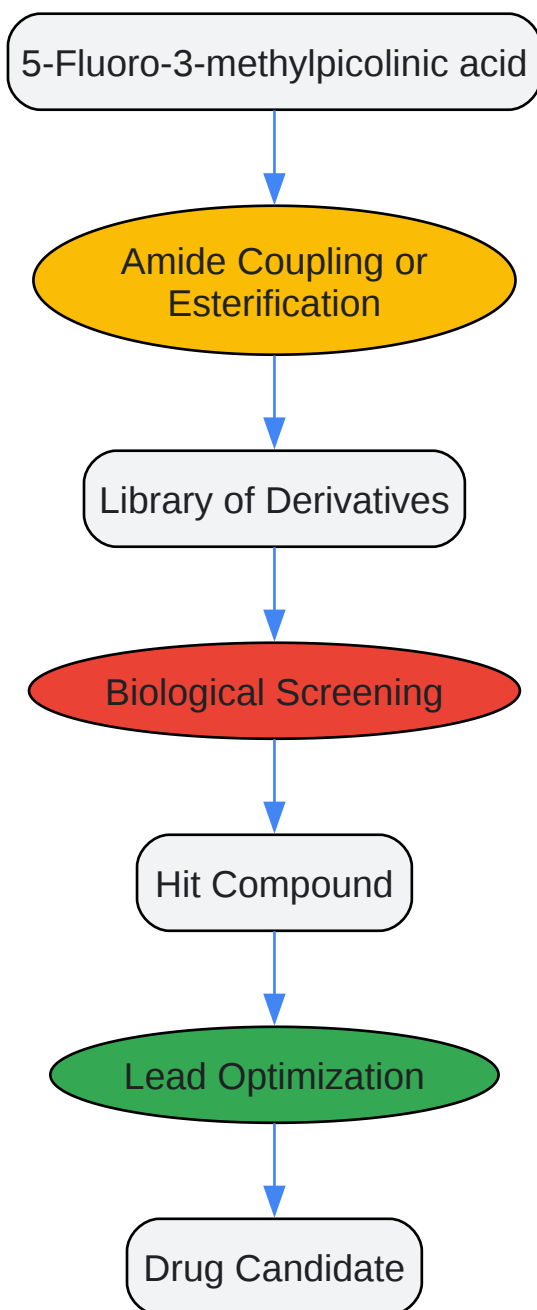 5-Fluoro-3-methylpicolinic acid
Amide Coupling or
Esterification
Library of Derivatives
Biological Screening
Hit Compound
Lead Optimization
Drug Candidate